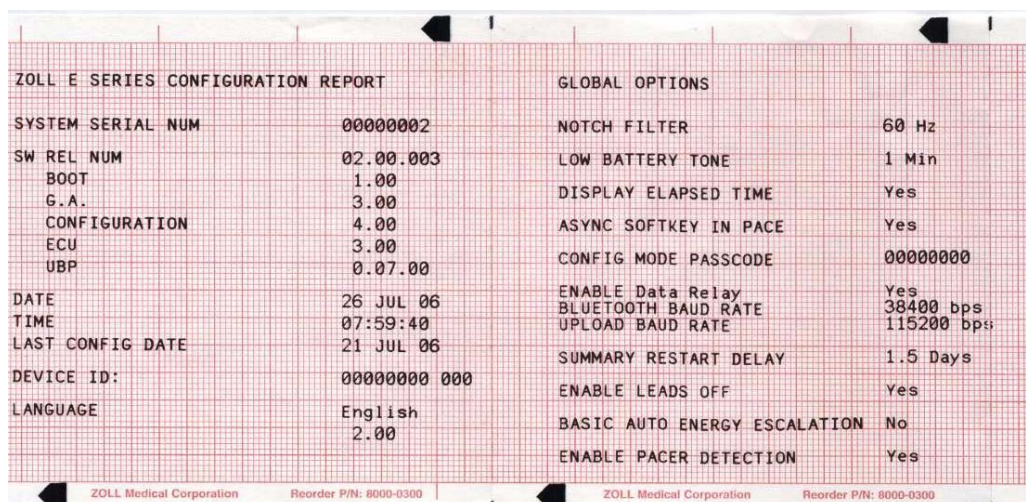 ZOLL E SERIES CONFIGURATION REPORT
SYSTEM SERIAL NUM 00000002
SW REL NUM 02.00.003
BOOT 1.00
G.A. 3.00
CONFIGURATION 4.00
ECU 3.00
UBP 0.07.00
DATE 26 JUL 06
TIME 07:59:40
LAST CONFIG DATE 21 JUL 06
DEVICE ID: 00000000 000
LANGUAGE English
2.00
ZOLL Medical Corporation Reorder P/N: 8000-0300
GLOBAL OPTIONS
NOTCH FILTER 60 Hz
LOW BATTERY TONE 1 Min
DISPLAY ELAPSED TIME Yes
ASYNC SOFTKEY IN PACE Yes
CONFIG MODE PASSCODE 00000000
ENABLE Data Relay Yes
BLUETOOTH BAUD RATE 38400 bps
UPLOAD BAUD RATE 115200 bps
SUMMARY RESTART DELAY 1.5 Days
ENABLE LEADS OFF Yes
BASIC AUTO ENERGY ESCALATION No
ENABLE PACER DETECTION Yes
ZOLL Medical Corporation Reorder P/N: 8000-0300